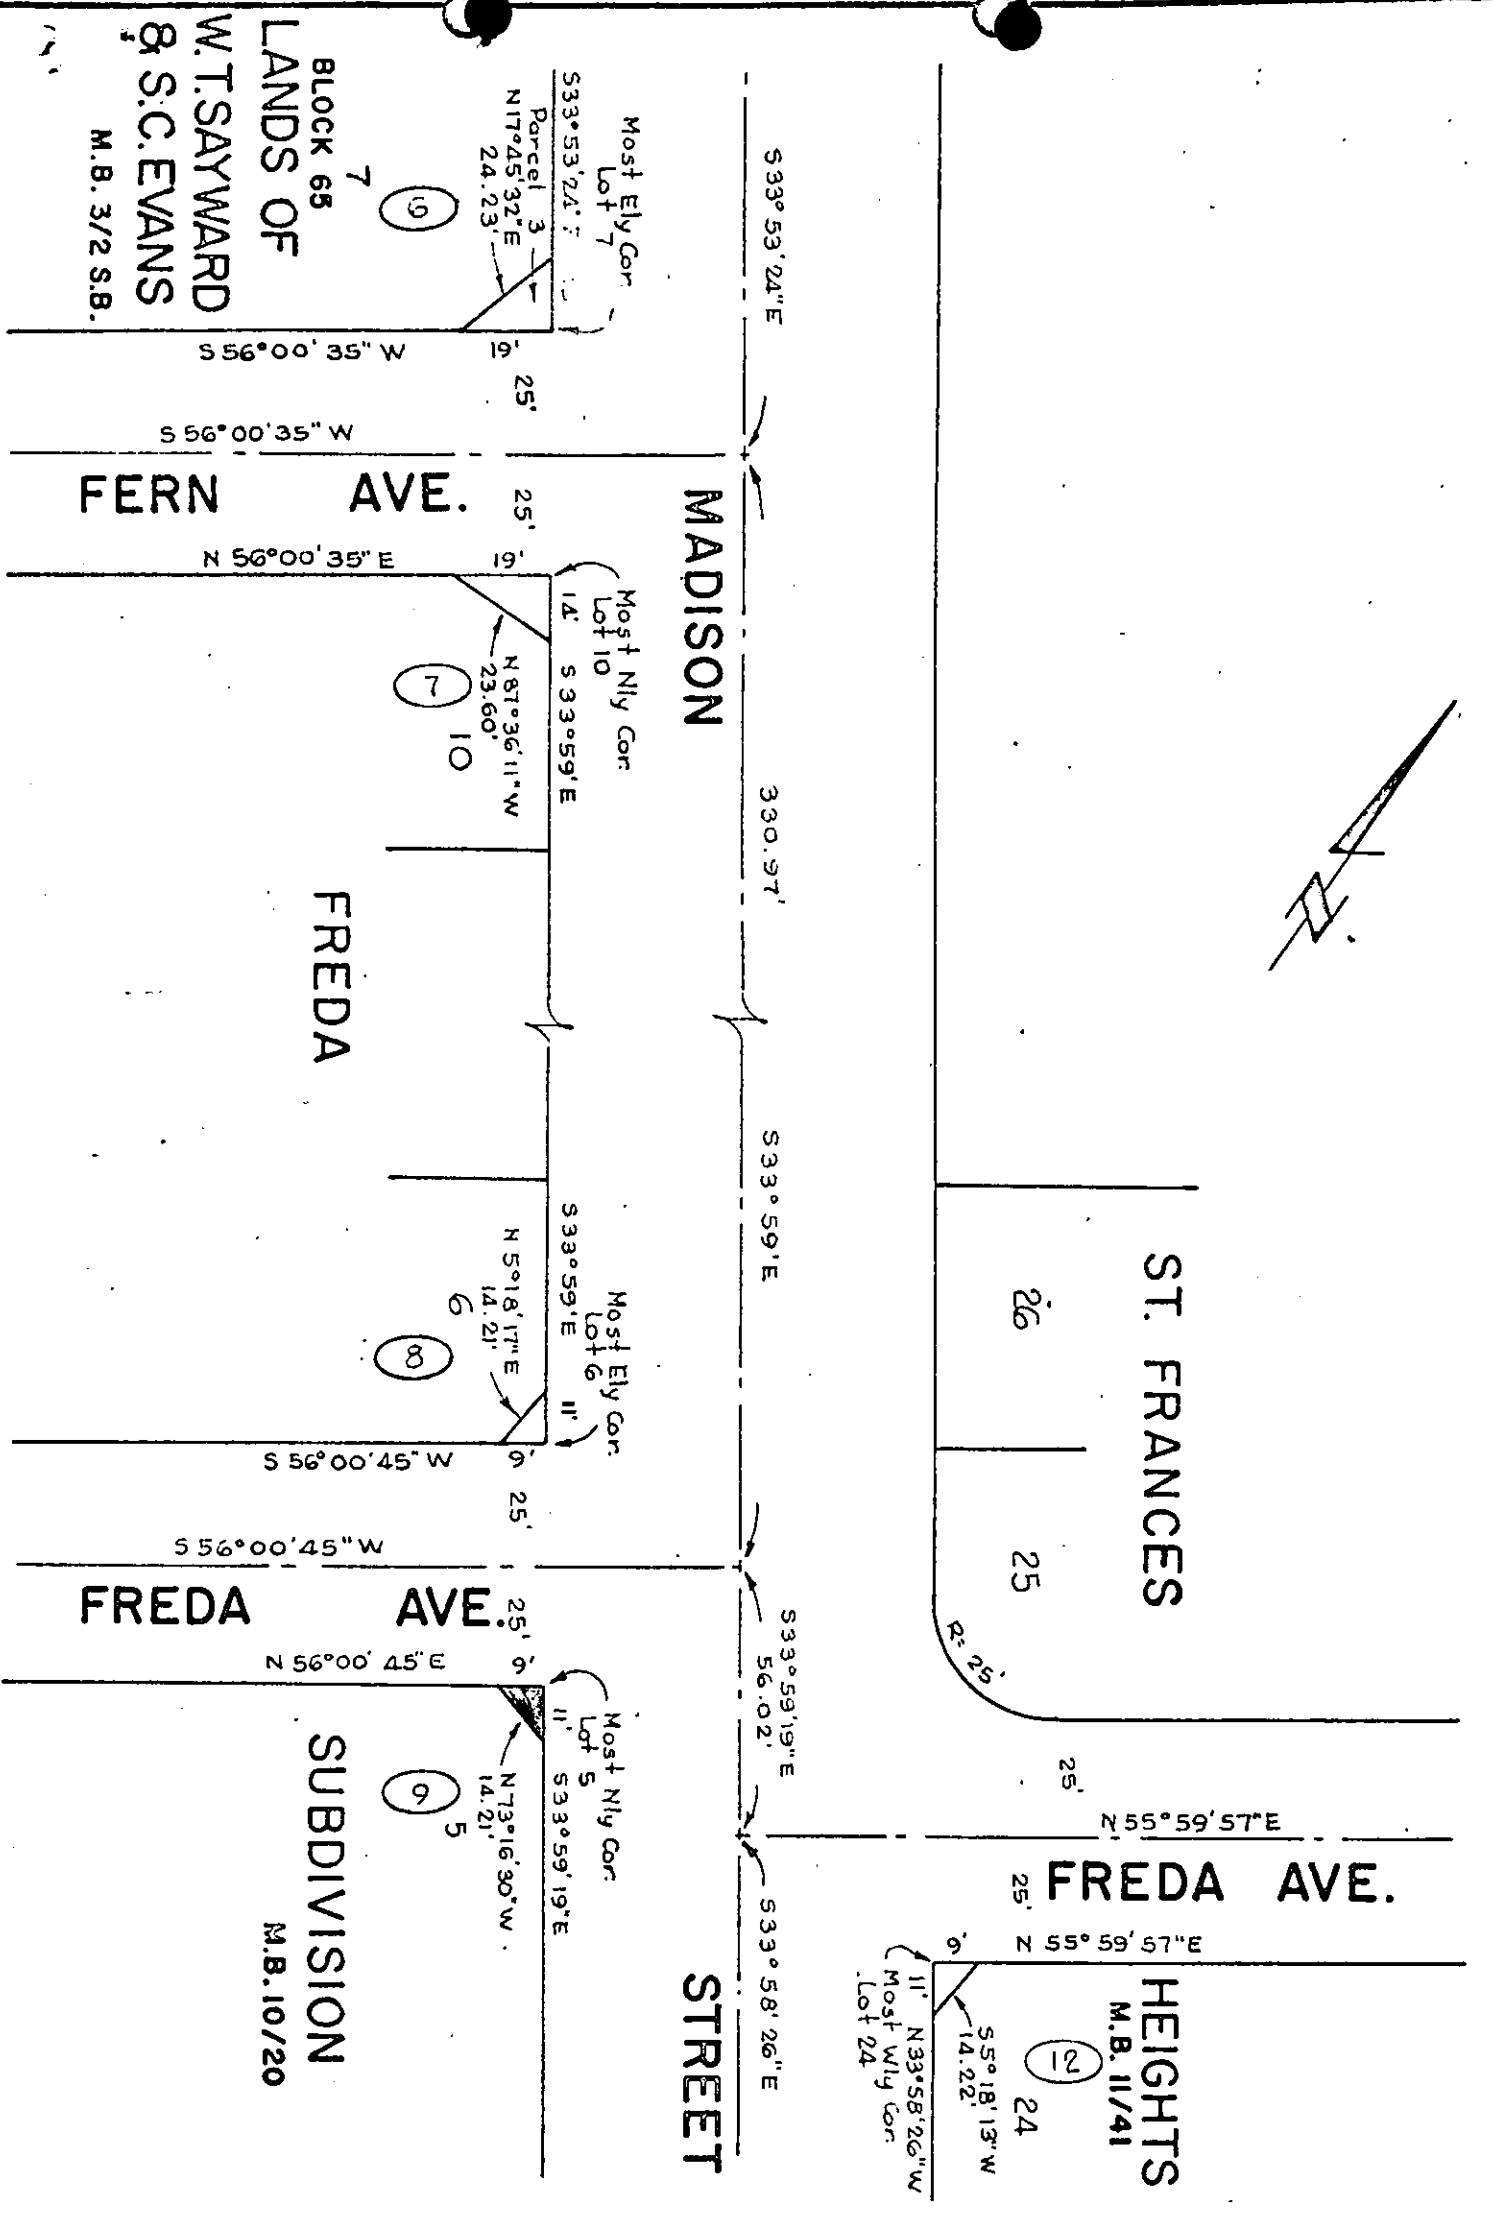 BLOCK 65
7
LANDS OF
W.T. SAYWARD
& S.C. EVANS
M.B. 3/2 S.B.
6
Most Ely Cor.
Lot 7
S33°53'24"
Parcel 3
N17°45'32"E
24.23'
S33°53'24"E
19'
S 56°00'35" W
25'
S 56°00'35" W
FERN AVE.
25'
N 56°00'35" E
19'
Most Nly Cor.
Lot 10
14'
S 33°59'E
N 87°36'11" W
23.60'
7
10
MADISON
330.97'
FREDA
S33°59'E
Most Ely Cor.
Lot 6
S33°59'E
11'
N 5°18'17" E
14.21'
6
8
9'
S 56°00'45" W
25'
S 56°00'45" W
FREDA AVE.
25'
N 56°00'45" E
9'
Most Nly Cor.
Lot 5
11'
S33°59'19"E
N73°16'30"W
14.21'
9
5
SUBDIVISION
M.B. 10/20
S33°59'19"E
56.02'
S33°58'26"E
STREET
N
ST. FRANCES
26
25
R= 25'
25'
N 55°59'57" E
FREDA AVE.
25'
N 55°59'57" E
9'
11'
N33°58'26"W
Most Wly Cor.
Lot 24
S5°18'13"W
14.22'
24
12
HEIGHTS
M.B. 11/41